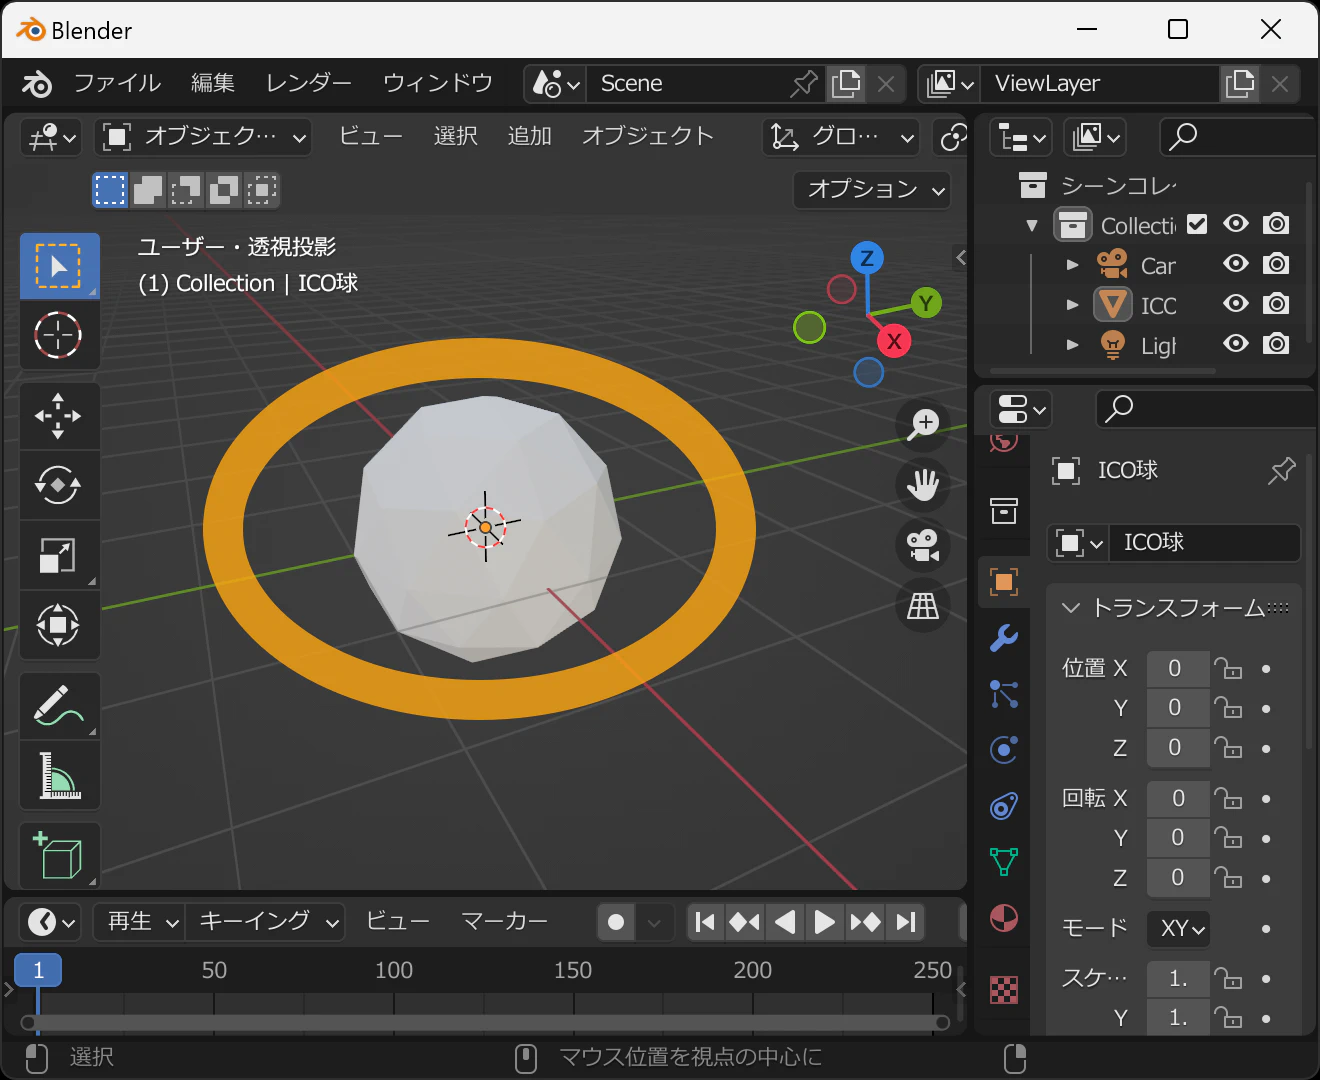 Blender
ファイル 編集 レンダー ウィンドウ Scene ViewLayer
オブジェク… ビュー 選択 追加 オブジェクト グロ…
オプション
ユーザー・透視投影
(1) Collection | ICO球
Z
Y
X
シーンコレ
Collecti
Car
ICO
Ligh
ICO球
ICO球
トランスフォーム
位置 X 0
Y 0
Z 0
回転 X 0
Y 0
Z 0
モード XY
スケ… 1.
Y 1.
再生 キーイング ビュー マーカー
1 50 100 150 200 250
選択 マウス位置を視点の中心に